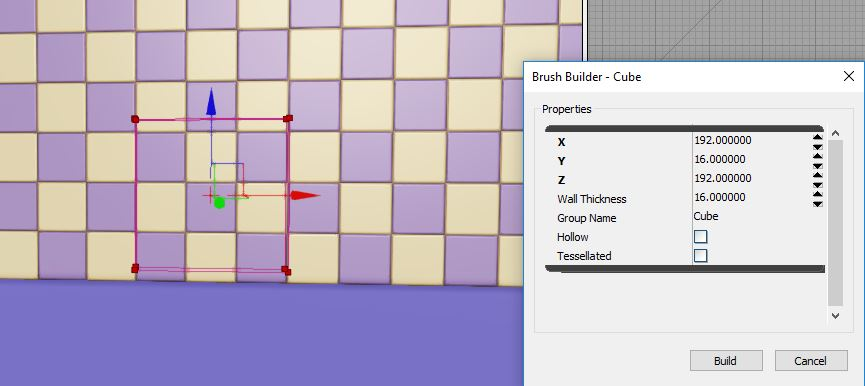 Brush Builder - Cube
Properties
X 192.000000
Y 16.000000
Z 192.000000
Wall Thickness 16.000000
Group Name Cube
Hollow
Tessellated
Build Cancel